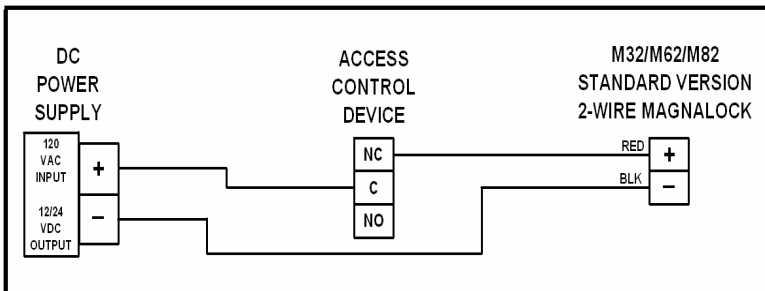 DC
POWER
SUPPLY
120
VAC
INPUT
+
12/24
VDC
OUTPUT
−
ACCESS
CONTROL
DEVICE
NC
C
NO
M32/M62/M82
STANDARD VERSION
2-WIRE MAGNALOCK
RED
+
BLK
−